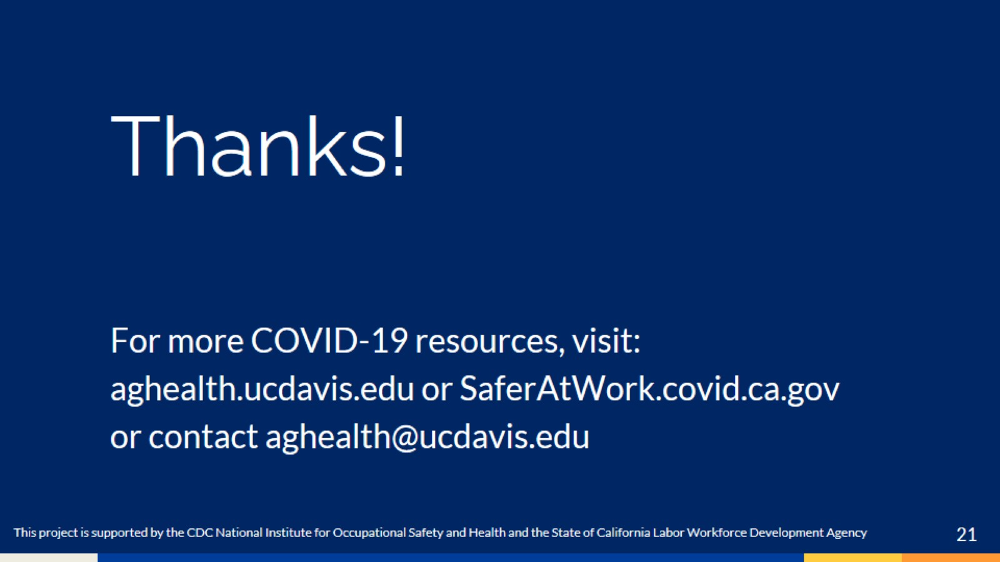 Thanks!
For more COVID-19 resources, visit:
aghealth.ucdavis.edu or SaferAtWork.covid.ca.gov
or contact aghealth@ucdavis.edu
This project is supported by the CDC National Institute for Occupational Safety and Health and the State of California Labor Workforce Development Agency
21